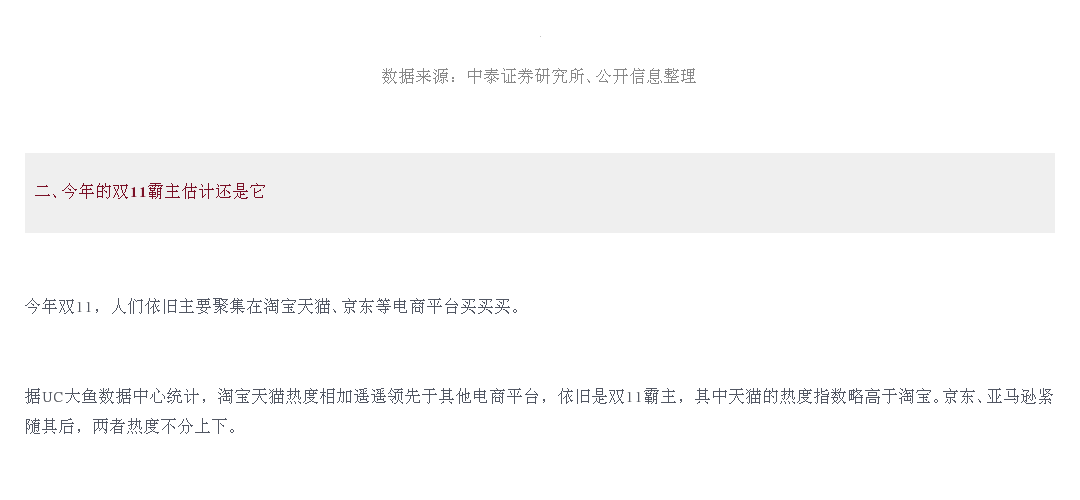 数据来源：中泰证券研究所、公开信息整理
二、今年的双11霸主估计还是它
今年双11，人们依旧主要聚集在淘宝天猫、京东等电商平台买买买。
据UC大鱼数据中心统计，淘宝天猫热度相加遥遥领先于其他电商平台，依旧是双11霸主，其中天猫的热度指数略高于淘宝。京东、亚马逊紧
随其后，两者热度不分上下。